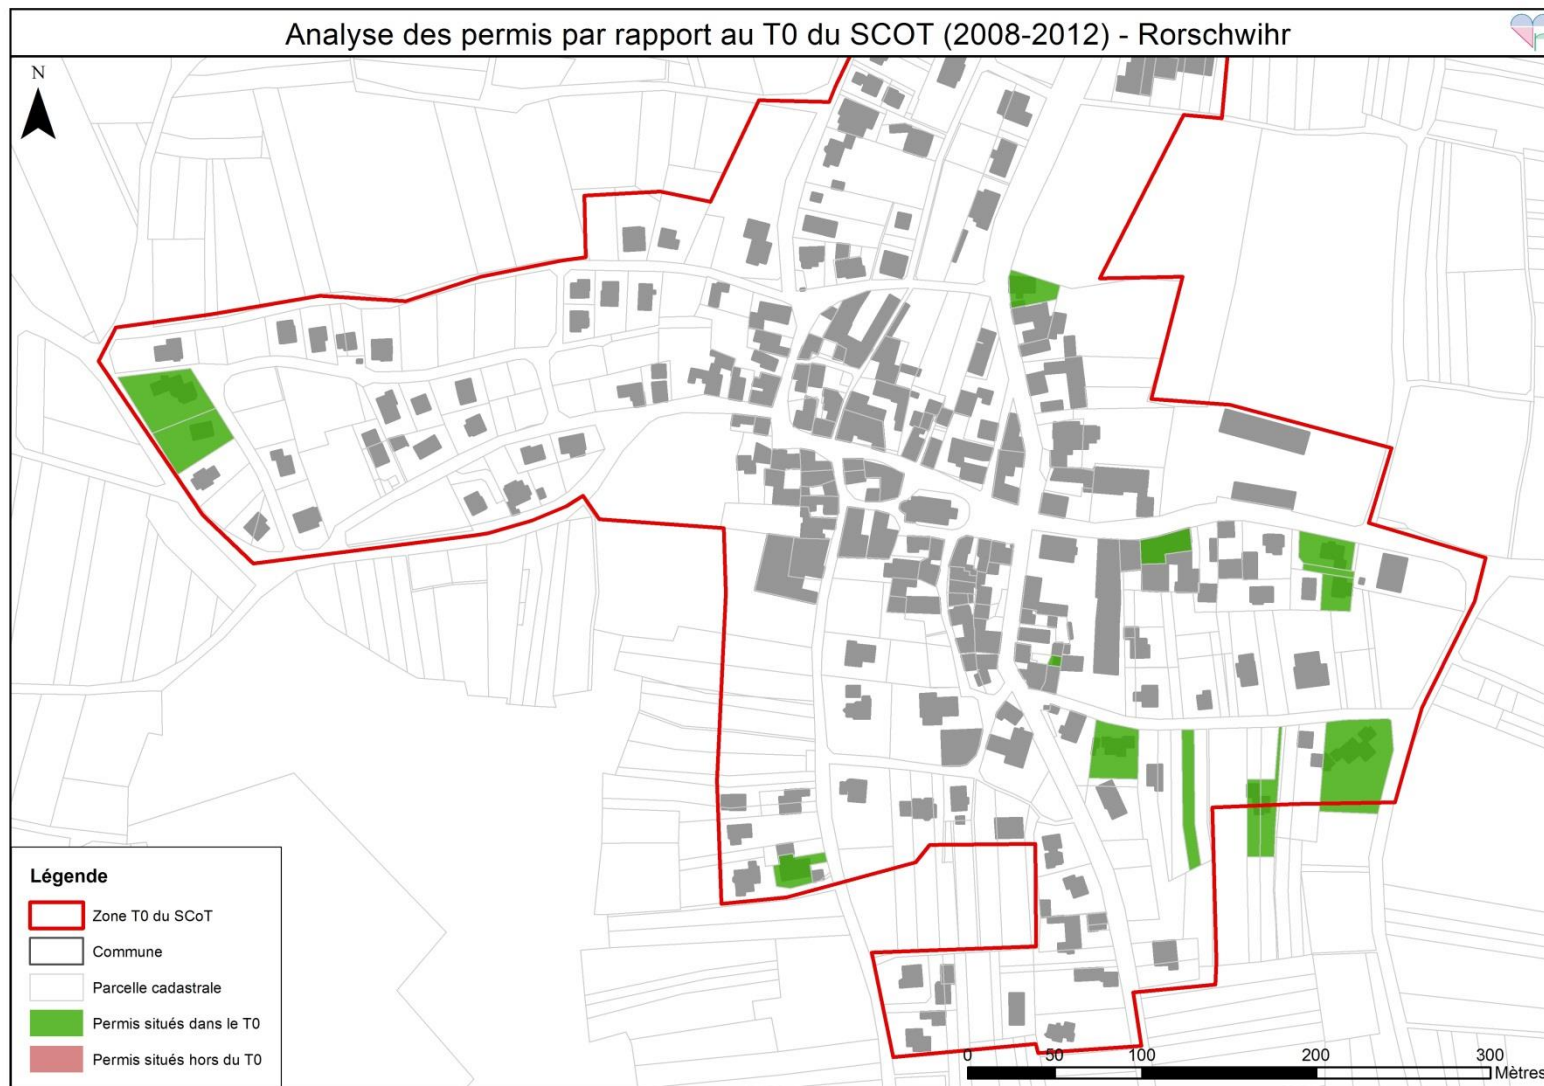 Analyse des permis par rapport au T0 du SCOT (2008-2012) - Rorschwihr
N
Légende
Zone T0 du SCoT
Commune
Parcelle cadastrale
Permis situés dans le T0
Permis situés hors du T0
0 50 100 200 300
Mètres